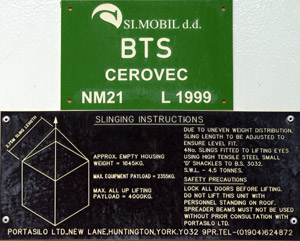 SI.MOBIL d.d.
BTS
CEROVEC
NM21 L 1999
SLINGING INSTRUCTIONS
3.75M SLING LENGTH
APPROX. EMPTY HOUSING
WEIGHT = 1645KG.
MAX. EQUIPMENT PAYLOAD = 2355KG.
MAX. ALL UP LIFTING
PAYLOAD = 4000KG.
DUE TO UNEVEN WEIGHT DISTRIBUTION,
SLING LENGTH TO BE ADJUSTED TO
ENSURE LEVEL FIT.
4No. SLINGS FITTED TO LIFTING EYES
USING HIGH TENSILE STEEL SMALL
'D' SHACKLES TO B.S. 3032.
S.W.L. - 4.5 TONNES.
SAFETY PRECAUTIONS
LOCK ALL DOORS BEFORE LIFTING.
DO NOT LIFT THIS UNIT WITH
PERSONNEL STANDING ON ROOF.
SPREADER BEAMS MUST NOT BE USED
WITHOUT PRIOR CONSULTATION WITH
PORTASILO LTD.
PORTASILO LTD,NEW LANE,HUNTINGTON,YORK.YO32 9PR.TEL-(01904)624872